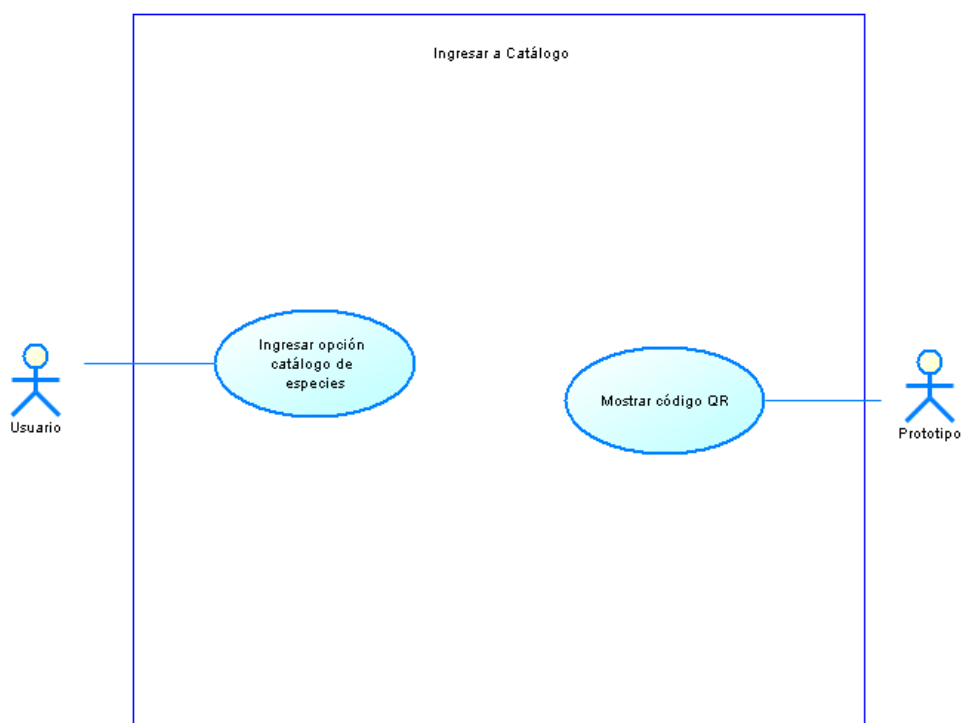 Ingresar a Catálogo
Ingresar opción
catálogo de
especies
Mostrar código QR
Usuario
Prototipo